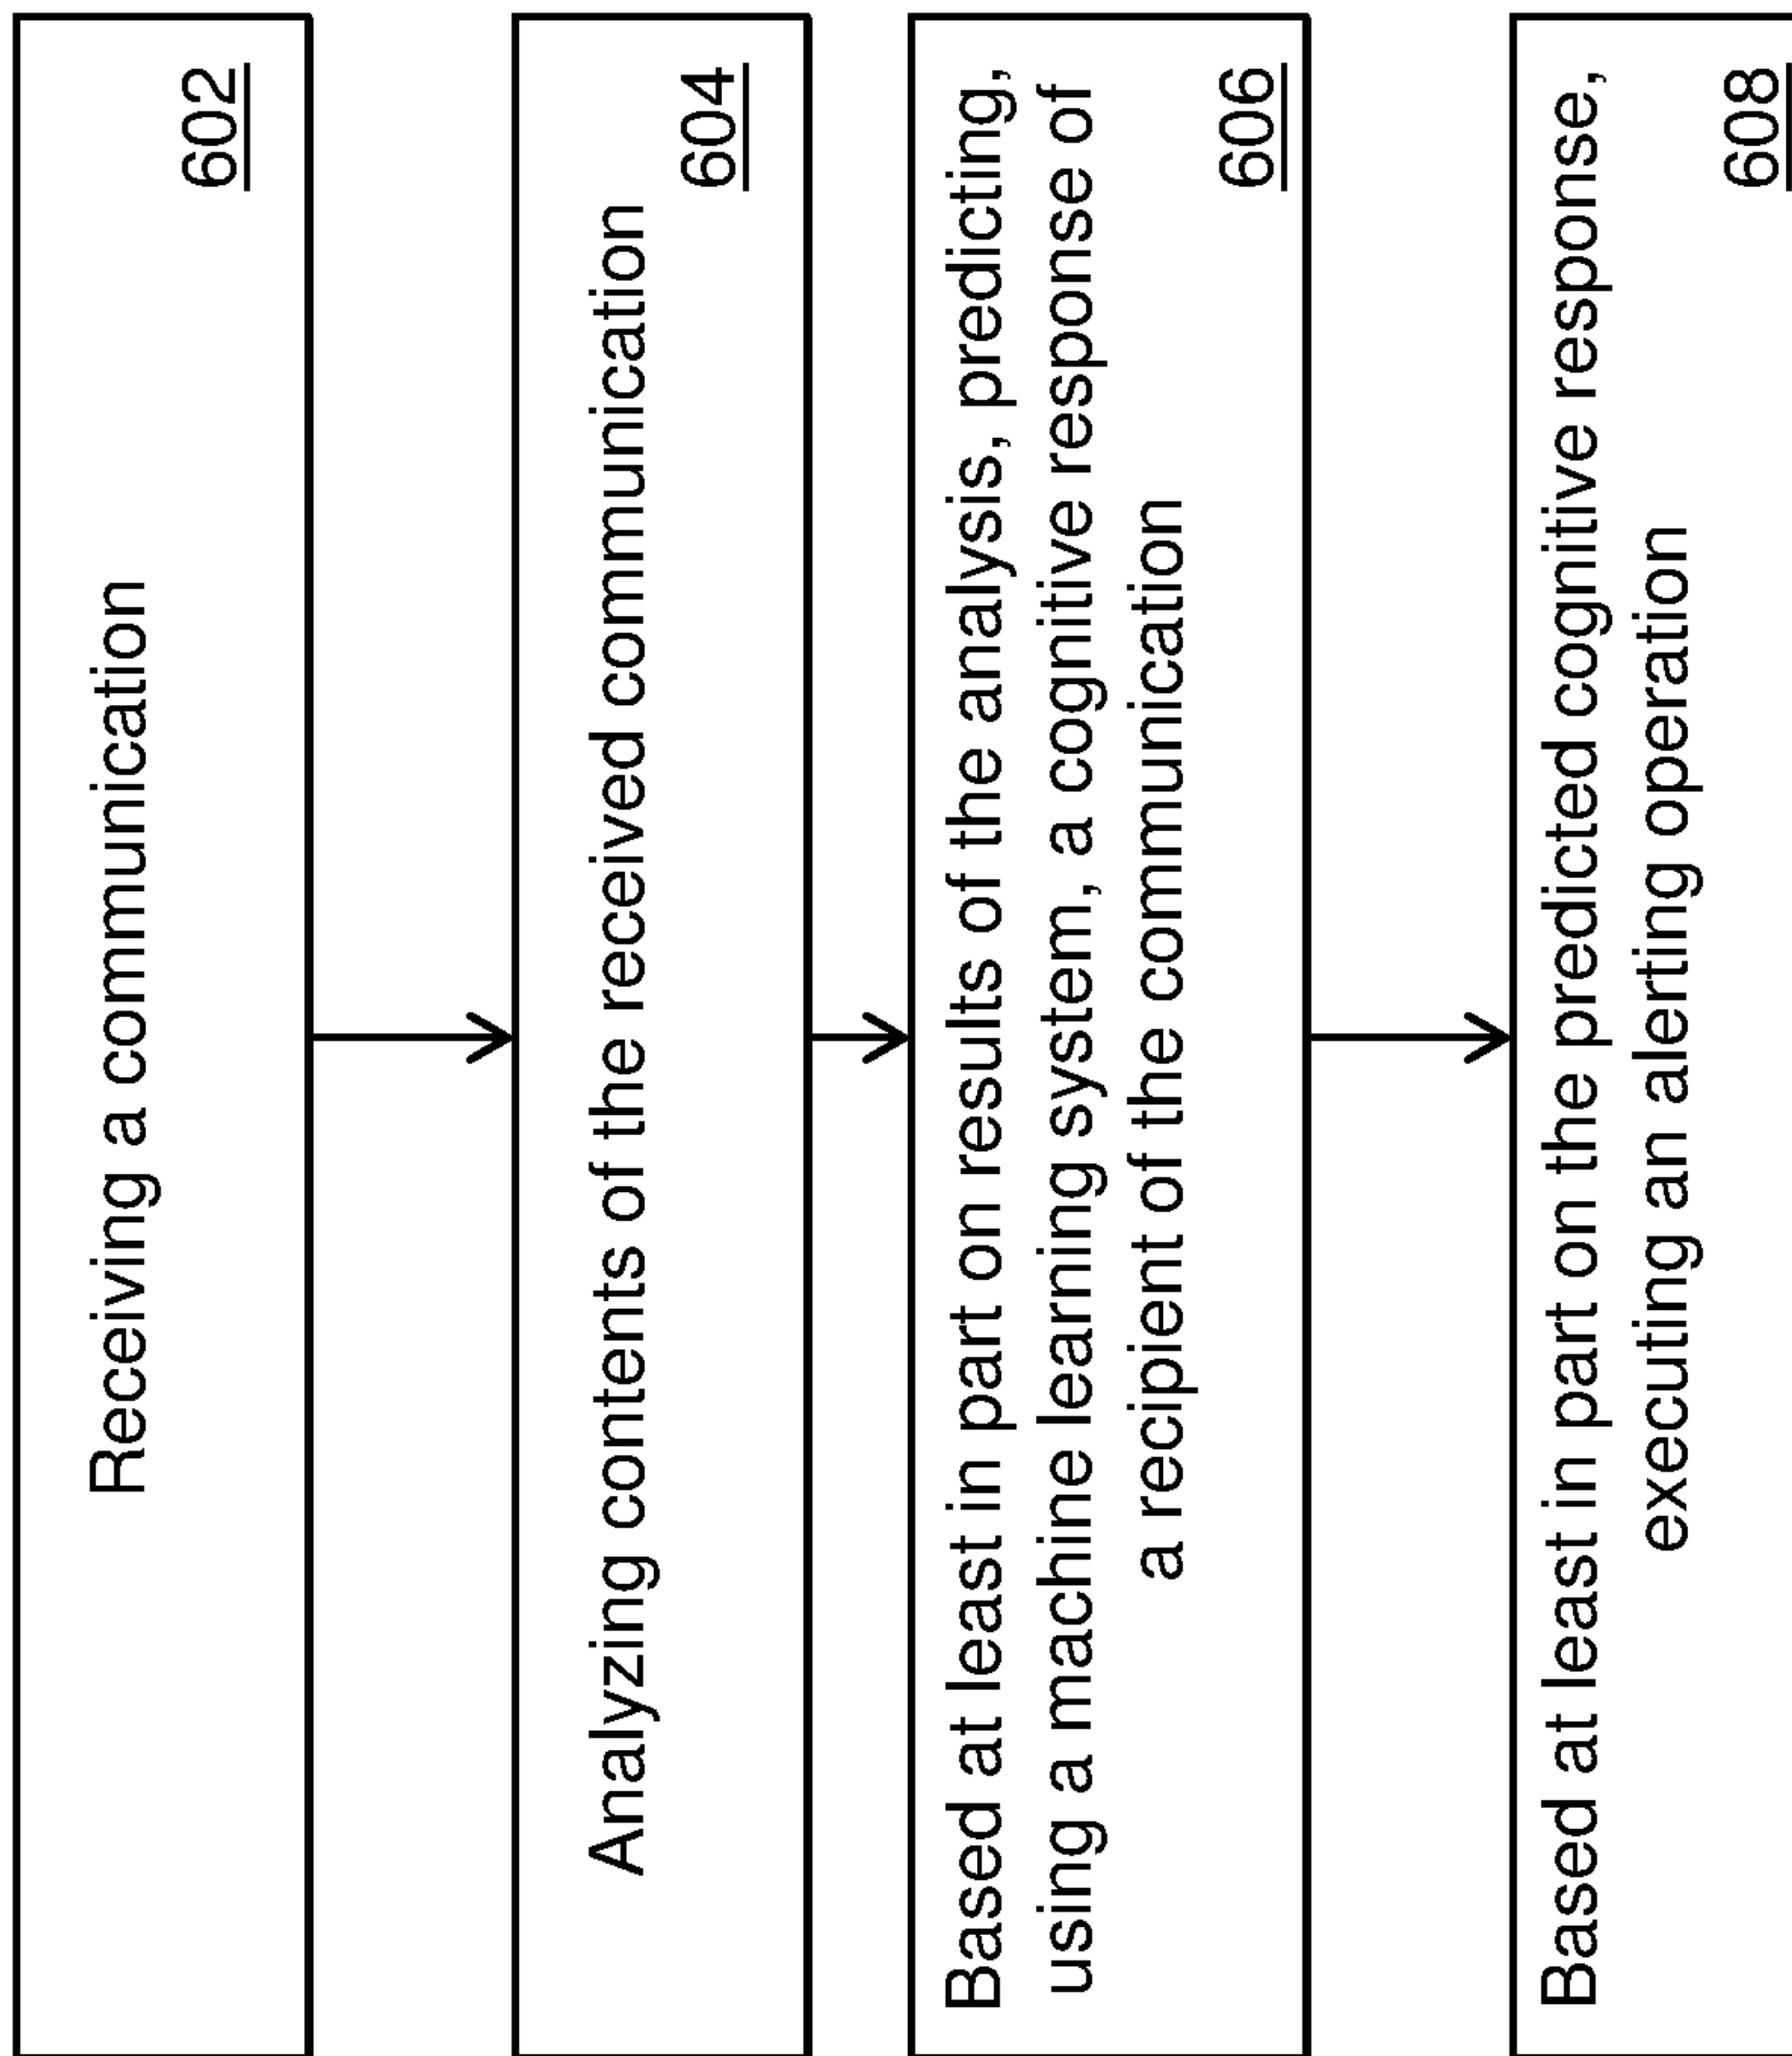 Receiving a communication
602
Analyzing contents of the received communication
604
Based at least in part on results of the analysis, predicting,
using a machine learning system, a cognitive response of
a recipient of the communication
606
Based at least in part on the predicted cognitive response,
executing an alerting operation
608